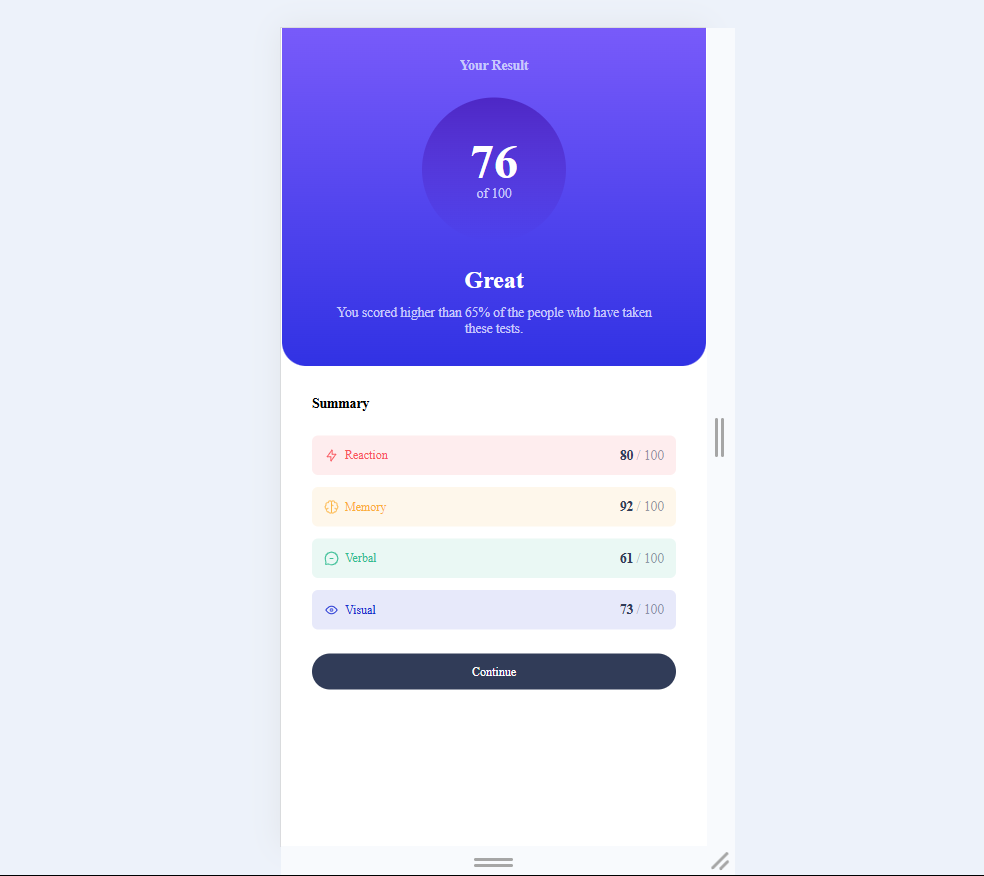 Your Result
76
of 100
Great
You scored higher than 65% of the people who have taken
these tests.
Summary
Reaction 80 / 100
Memory 92 / 100
Verbal 61 / 100
Visual 73 / 100
Continue